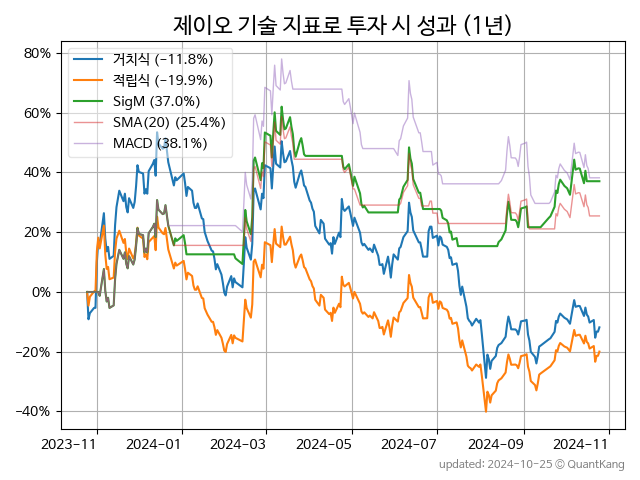 제이오 기술 지표로 투자 시 성과 (1년)
80%
60%
40%
20%
0%
−20%
−40%
거치식 (−11.8%)
적립식 (−19.9%)
SigM (37.0%)
SMA(20) (25.4%)
MACD (38.1%)
2023−11
2024−01
2024−03
2024−05
2024−07
2024−09
2024−11
updated: 2024-10-25 © QuantKang